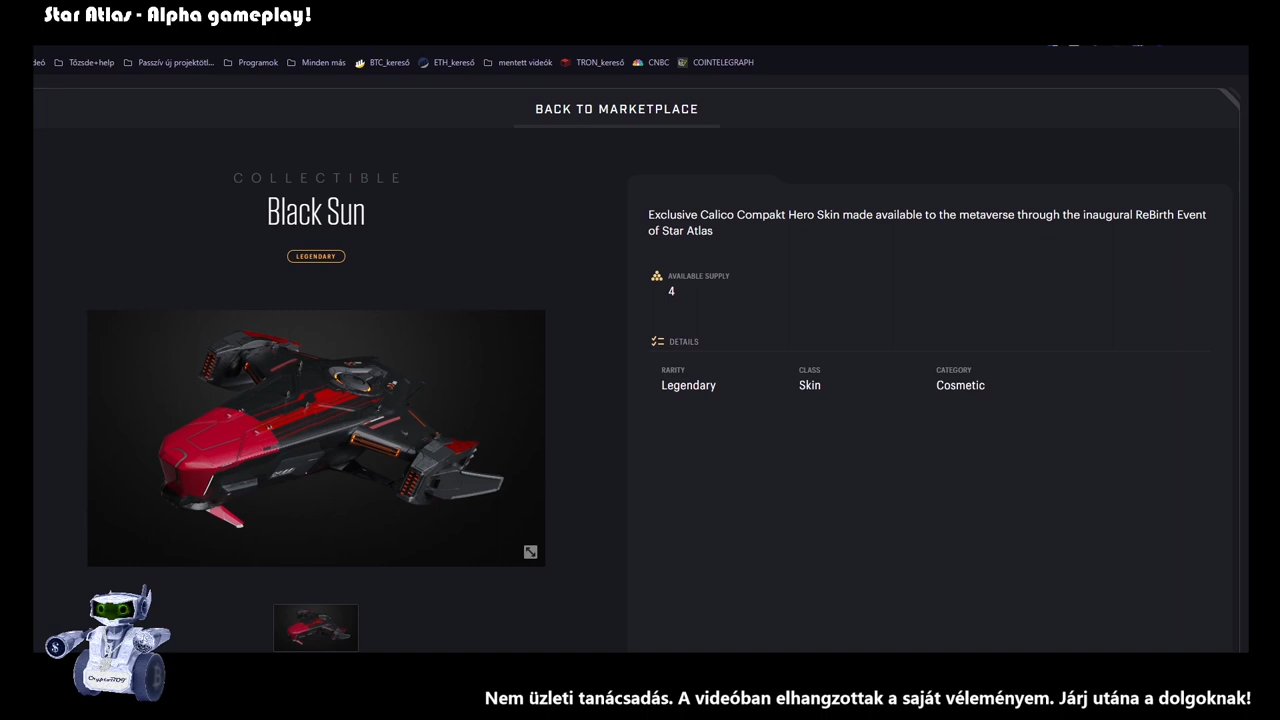 Star Atlas - Alpha gameplay!
deó Tőzsde+help Passzív új projektötl... Programok Minden más BTC_kereső ETH_kereső mentett videók TRON_kereső CNBC COINTELEGRAPH
BACK TO MARKETPLACE
COLLECTIBLE
Black Sun
LEGENDARY
Exclusive Calico Compakt Hero Skin made available to the metaverse through the inaugural ReBirth Event
of Star Atlas
AVAILABLE SUPPLY
4
DETAILS
RARITY CLASS CATEGORY
Legendary Skin Cosmetic
Nem üzleti tanácsadás. A videóban elhangzottak a saját véleményem. Járj utána a dolgoknak!